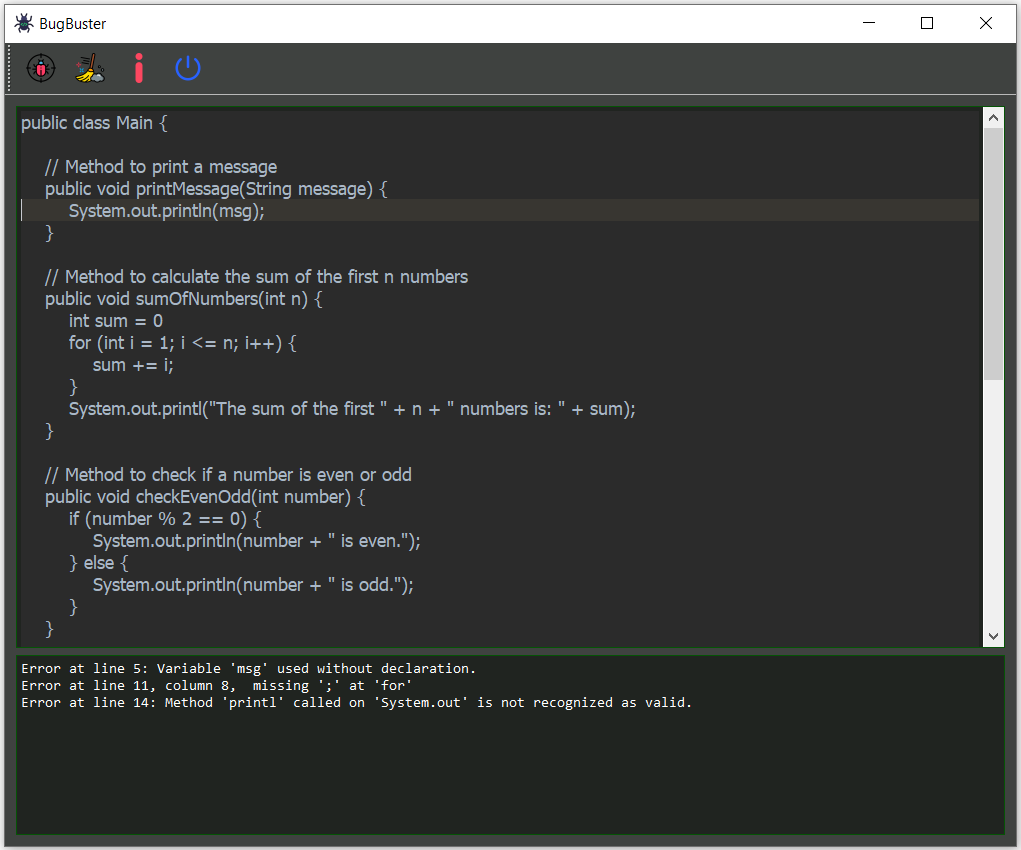 BugBuster
public class Main {
// Method to print a message
public void printMessage(String message) {
System.out.println(msg);
}
// Method to calculate the sum of the first n numbers
public void sumOfNumbers(int n) {
int sum = 0
for (int i = 1; i <= n; i++) {
sum += i;
}
System.out.printl("The sum of the first " + n + " numbers is: " + sum);
}
// Method to check if a number is even or odd
public void checkEvenOdd(int number) {
if (number % 2 == 0) {
System.out.println(number + " is even.");
} else {
System.out.println(number + " is odd.");
}
}
Error at line 5: Variable 'msg' used without declaration.
Error at line 11, column 8,  missing ';' at 'for'
Error at line 14: Method 'printl' called on 'System.out' is not recognized as valid.